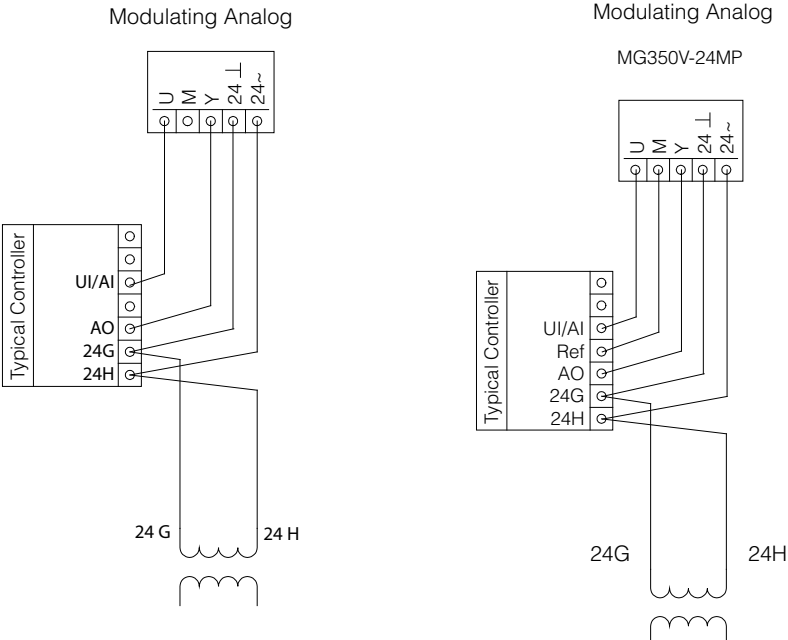 Modulating Analog
U M Y 24 ⊥ 24~
Typical Controller
UI/AI
AO
24G
24H
24 G
24 H
Modulating Analog
MG350V-24MP
U M Y 24 ⊥ 24~
Typical Controller
UI/AI
Ref
AO
24G
24H
24G
24H